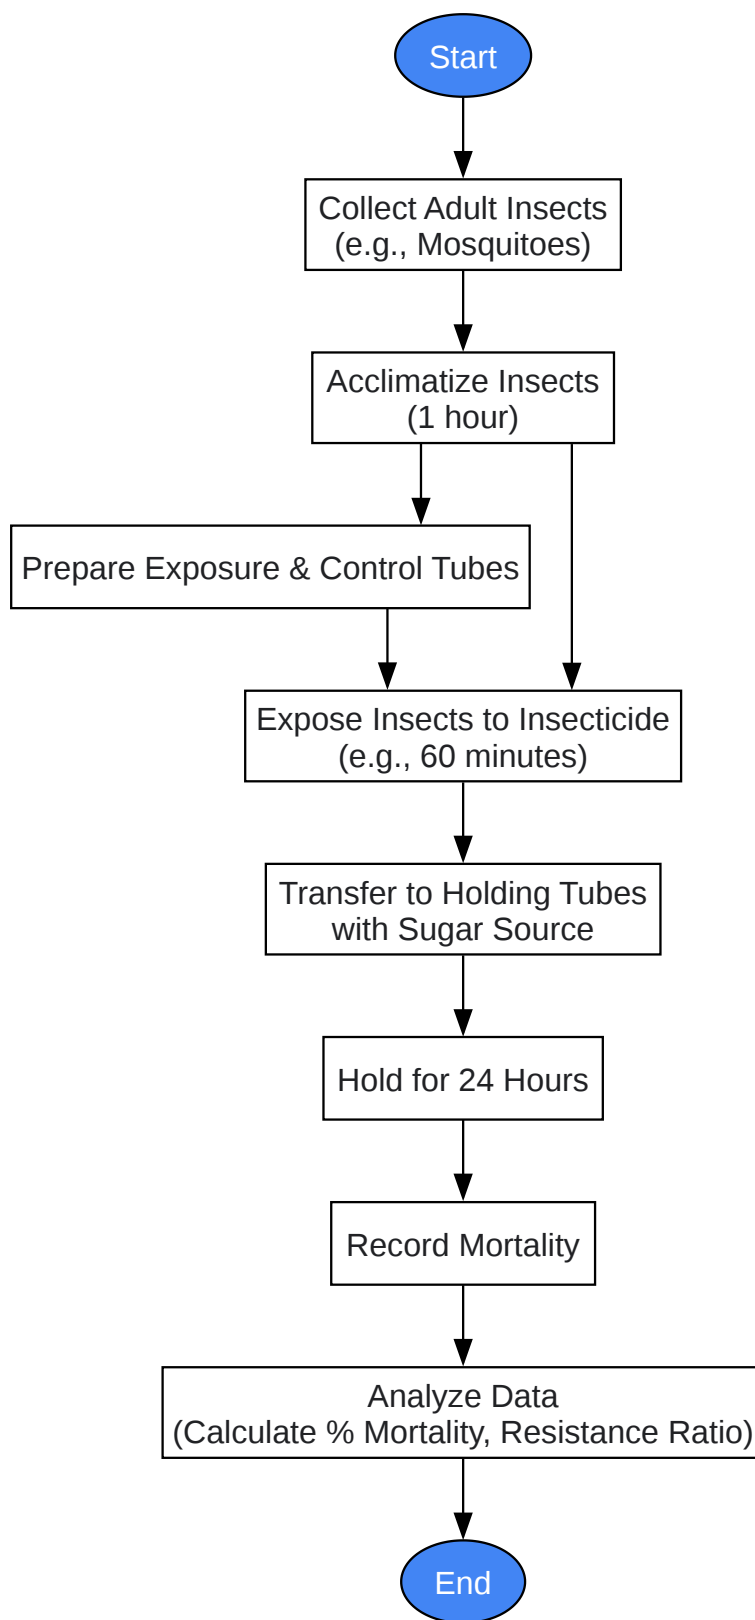 Start
Collect Adult Insects
(e.g., Mosquitoes)
Acclimatize Insects
(1 hour)
Prepare Exposure & Control Tubes
Expose Insects to Insecticide
(e.g., 60 minutes)
Transfer to Holding Tubes
with Sugar Source
Hold for 24 Hours
Record Mortality
Analyze Data
(Calculate % Mortality, Resistance Ratio)
End